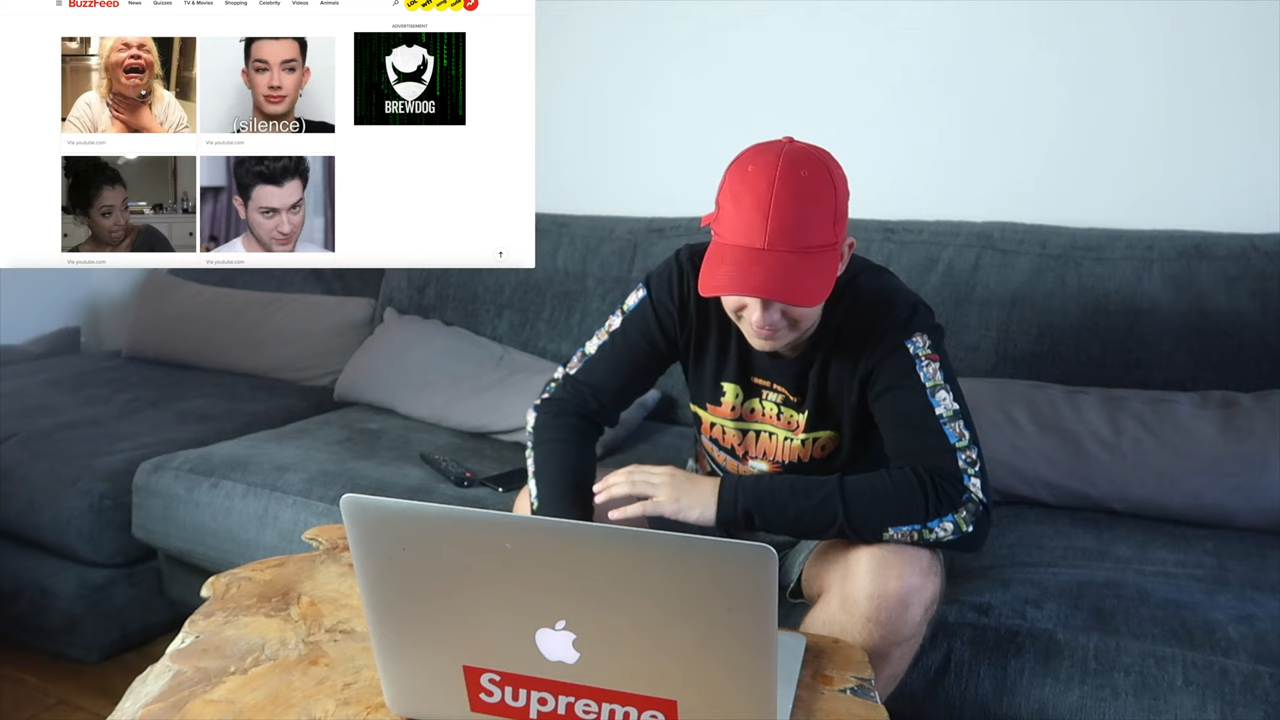 BuzzFeed
News Quizzes TV & Movies Shopping Celebrity Videos Animals
LOL
ADVERTISEMENT
(silence)
BREWDOG
Via youtube.com Via youtube.com
Via youtube.com Via youtube.com
THE
BOBBY
TARANTINO
Supreme